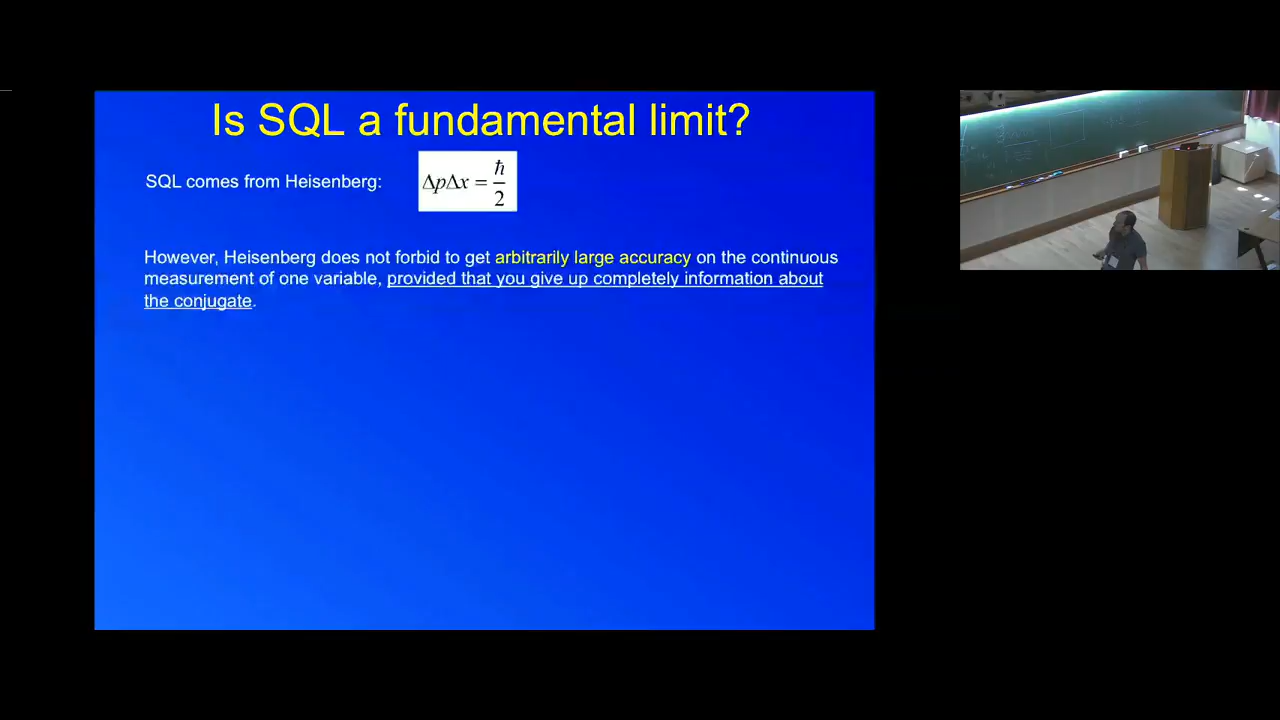 Is SQL a fundamental limit?
SQL comes from Heisenberg:
ΔpΔx = ħ/2
However, Heisenberg does not forbid to get arbitrarily large accuracy on the continuous
measurement of one variable, provided that you give up completely information about
the conjugate.